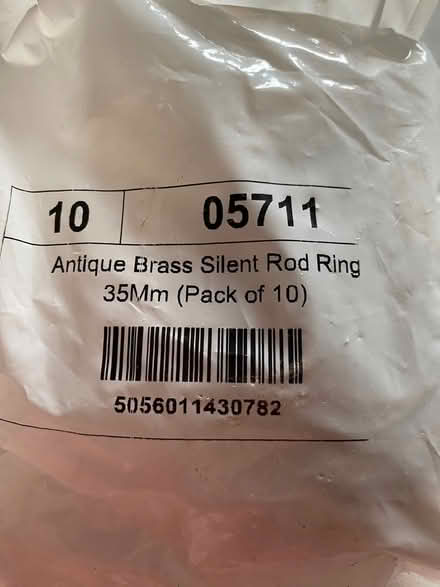 10 05711
Antique Brass Silent Rod Ring
35Mm (Pack of 10)
5056011430782